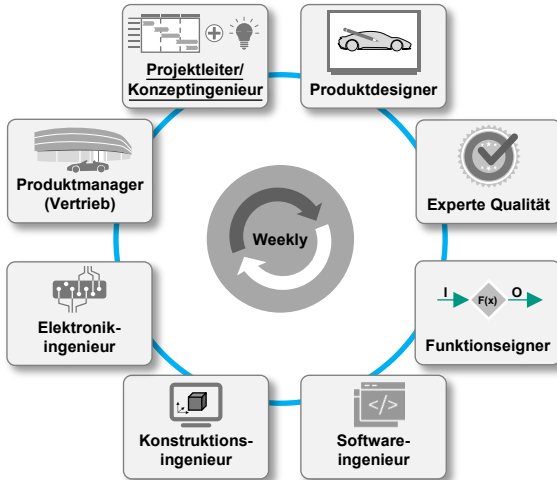 Projektleiter/
Konzeptingenieur
Produktdesigner
Produktmanager
(Vertrieb)
Experte Qualität
Weekly
Elektronik-
ingenieur
I
F(x)
O
Funktionseigner
</>
Konstruktions-
ingenieur
Software-
ingenieur